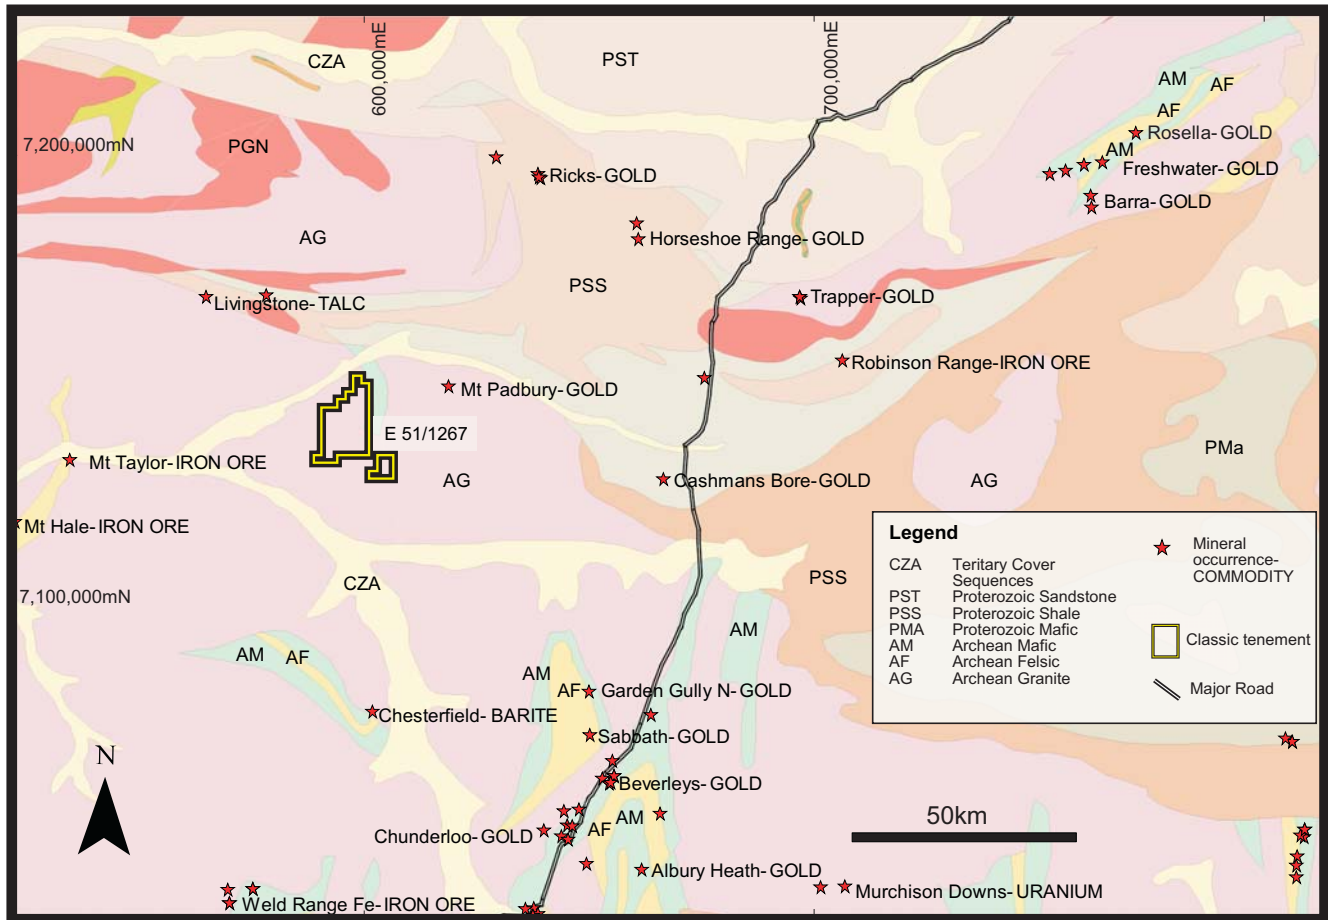 CZA
600,000mE
PST
700,000mE
AM
AF
AF
7,200,000mN
PGN
Rosella-GOLD
AM
Freshwater-GOLD
Ricks-GOLD
Barra-GOLD
AG
Horseshoe Range-GOLD
PSS
Livingstone-TALC
Trapper-GOLD
Robinson Range-IRON ORE
Mt Padbury-GOLD
E 51/1267
PMa
Mt Taylor-IRON ORE
AG
Cashmans Bore-GOLD
AG
Mt Hale-IRON ORE
CZA
PSS
7,100,000mN
AM
AM
AF
AM
AF
Garden Gully N-GOLD
Chesterfield- BARITE
Sabbath-GOLD
N
Beverleys-GOLD
AM
AF
Chunderloo-GOLD
Albury Heath-GOLD
Murchison Downs-URANIUM
Weld Range Fe-IRON ORE
50km
Legend
CZA Teritary Cover
Sequences
PST Proterozoic Sandstone
PSS Proterozoic Shale
PMA Proterozoic Mafic
AM Archean Mafic
AF Archean Felsic
AG Archean Granite
Mineral
occurrence-
COMMODITY
Classic tenement
Major Road